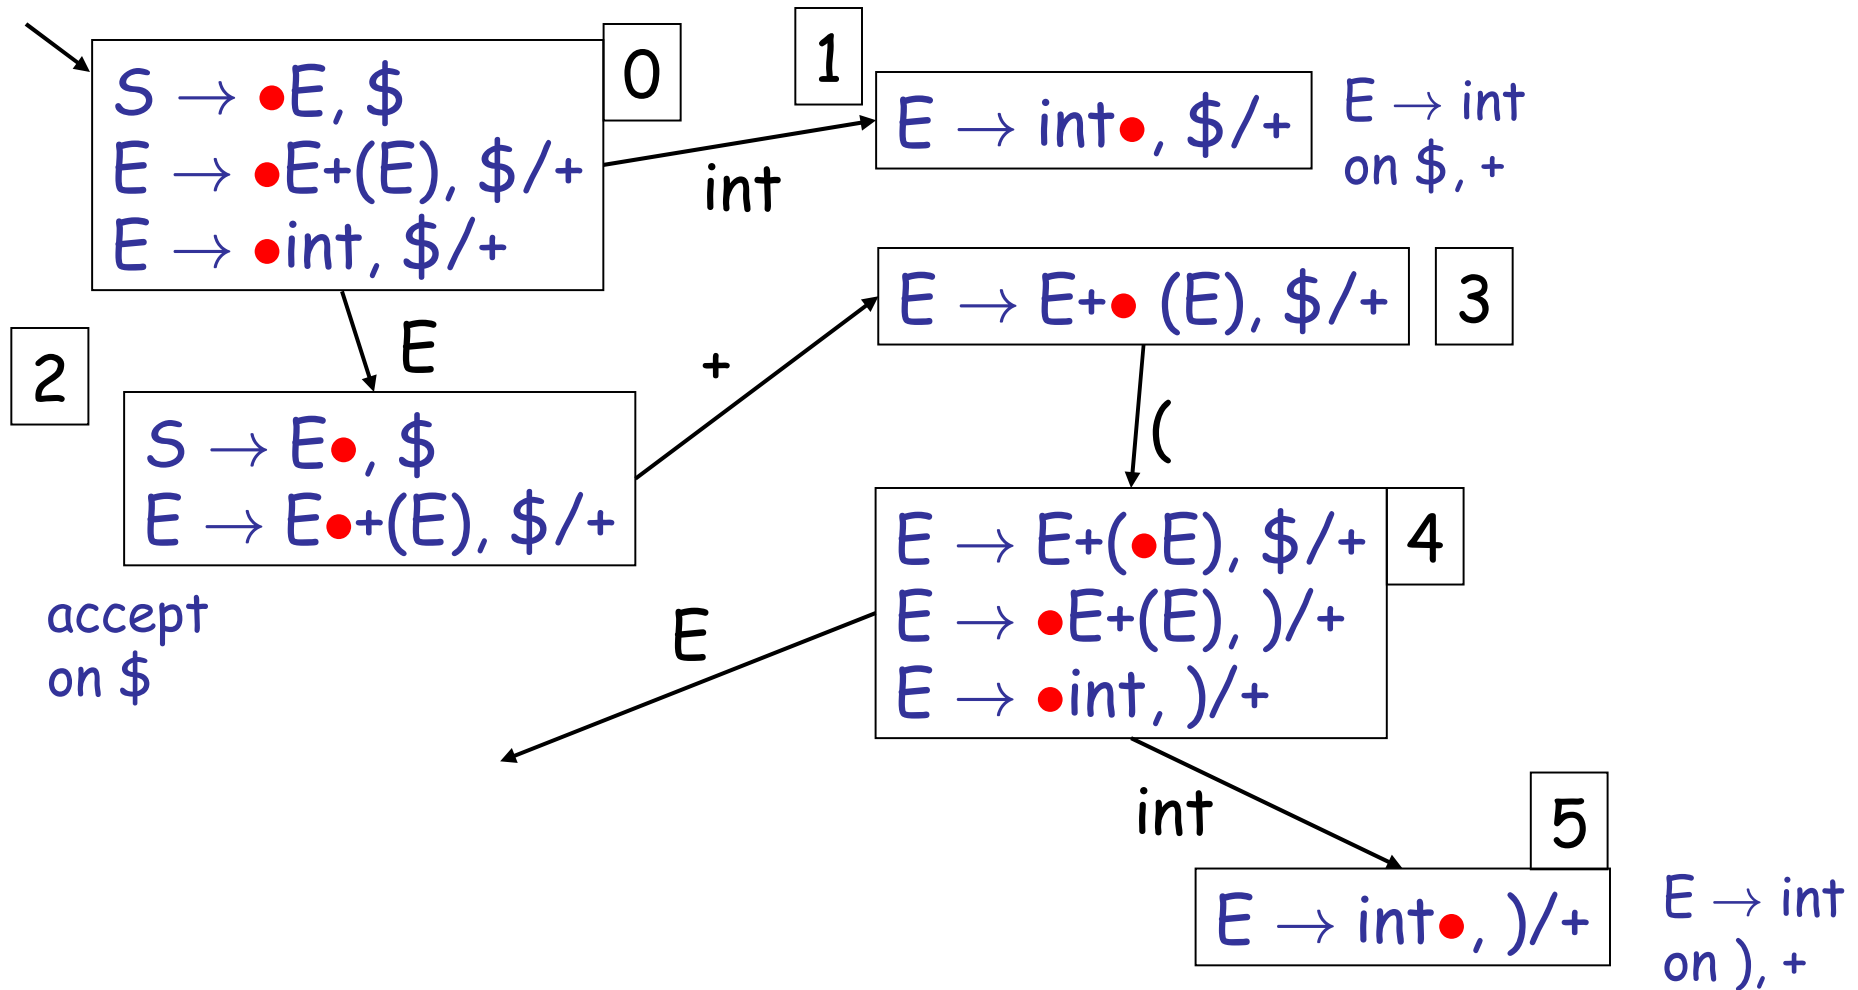 0
S → •E, $
E → •E+(E), $/+
E → •int, $/+
int
1
E → int•, $/+
E → int
on $, +
E
2
S → E•, $
E → E•+(E), $/+
accept
on $
+
3
E → E+• (E), $/+
(
4
E → E+(•E), $/+
E → •E+(E), )/+
E → •int, )/+
E
int
5
E → int•, )/+
E → int
on ), +